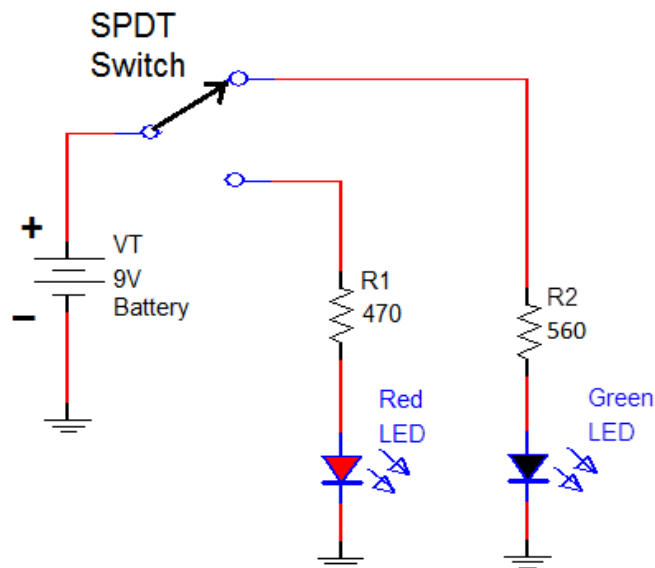 SPDT
Switch
+
VT
9V
Battery
−
R1
470
R2
560
Red
LED
Green
LED